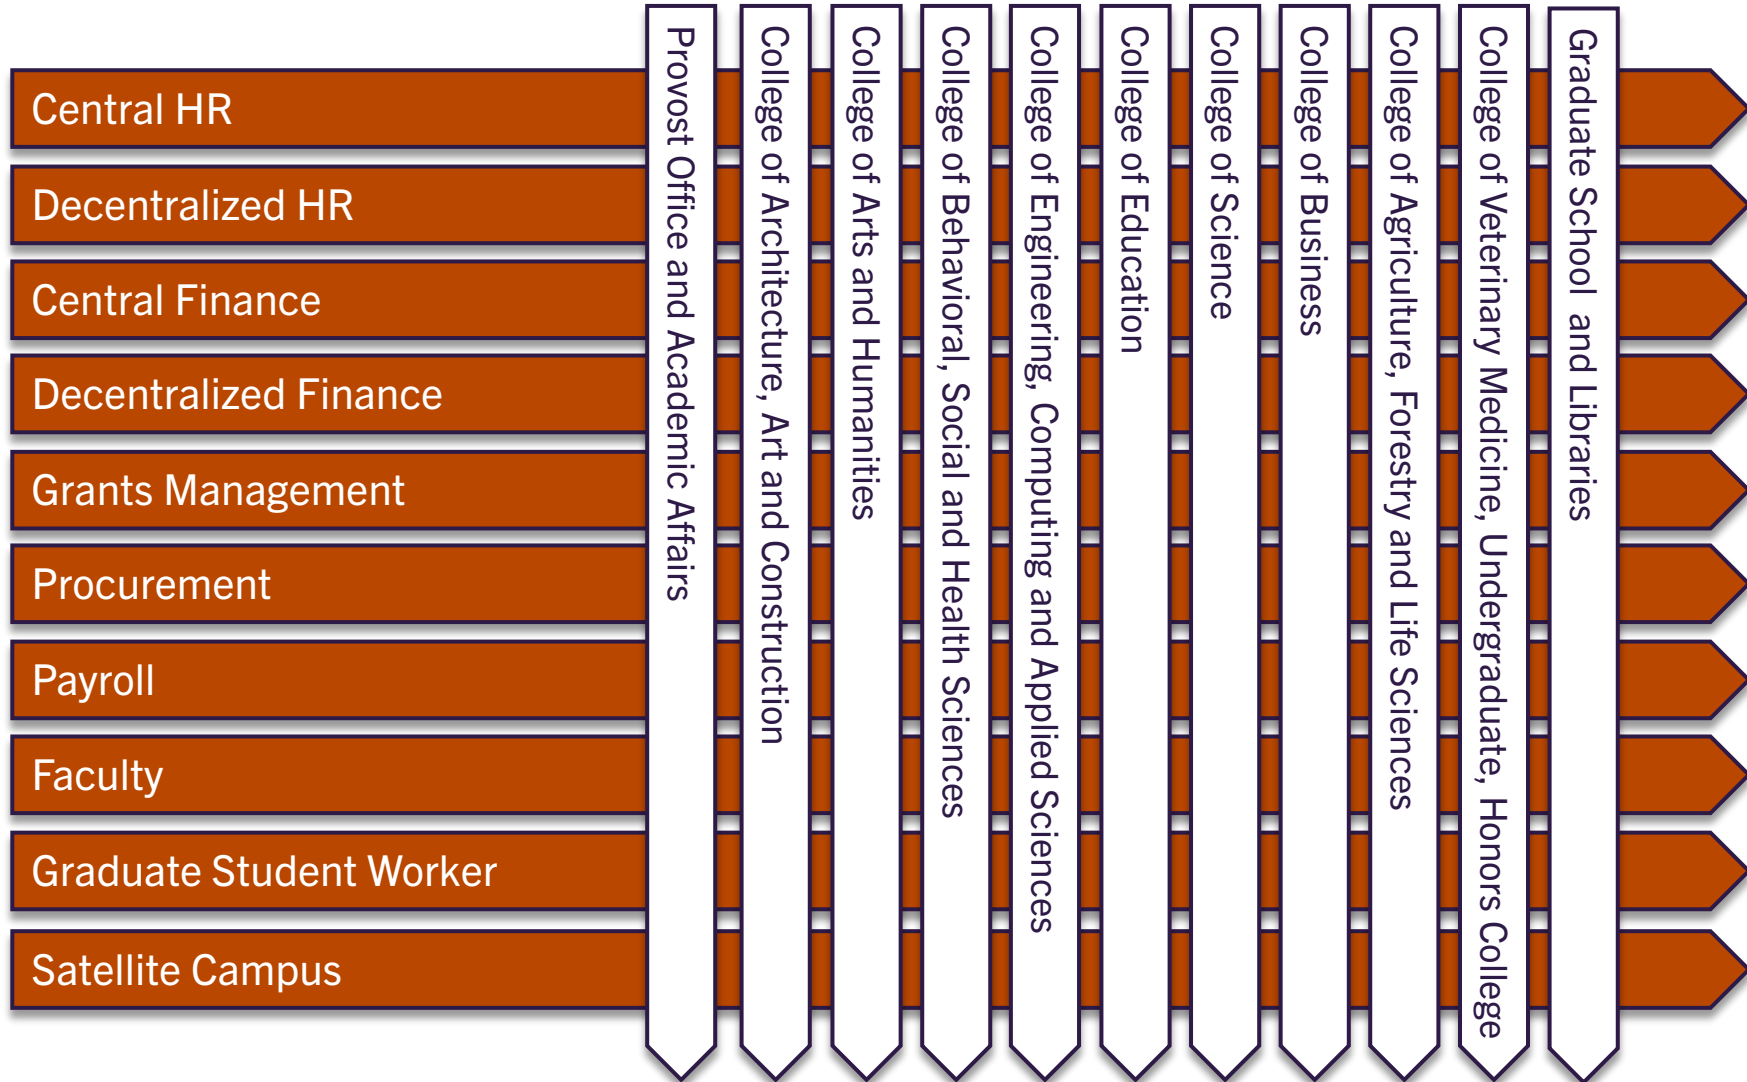 Central HR
Decentralized HR
Central Finance
Decentralized Finance
Grants Management
Procurement
Payroll
Faculty
Graduate Student Worker
Satellite Campus
Provost Office and Academic Affairs
College of Architecture, Art and Construction
College of Arts and Humanities
College of Behavioral, Social and Health Sciences
College of Engineering, Computing and Applied Sciences
College of Education
College of Science
College of Business
College of Agriculture, Forestry and Life Sciences
College of Veterinary Medicine, Undergraduate, Honors College
Graduate School and Libraries